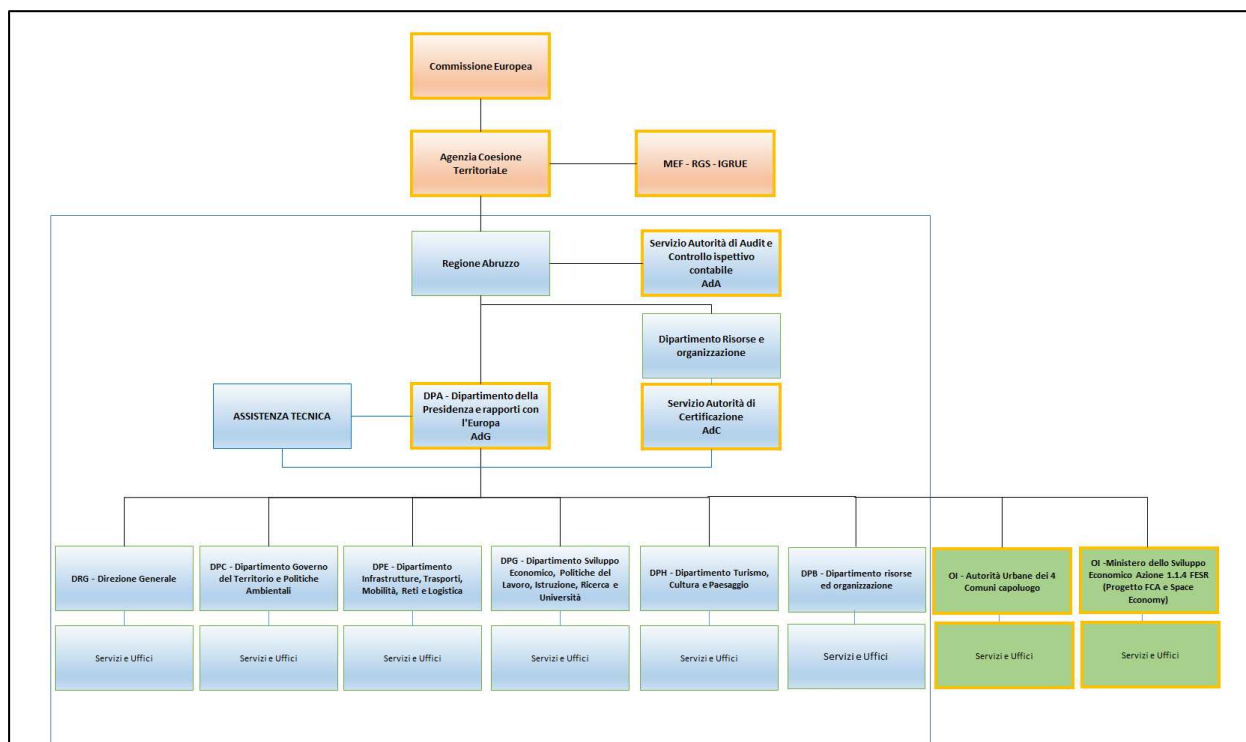 Commissione Europea
Agenzia Coesione
TerritoriaLe
MEF - RGS - IGRUE
Regione Abruzzo
Servizio Autorità di Audit e
Controllo ispettivo
contabile
AdA
Dipartimento Risorse e
organizzazione
ASSISTENZA TECNICA
DPA - Dipartimento della
Presidenza e rapporti con
l'Europa
AdG
Servizio Autorità di
Certificazione
AdC
DRG - Direzione Generale
DPC - Dipartimento Governo
del Territorio e Politiche
Ambientali
DPE - Dipartimento
Infrastrutture, Trasporti,
Mobilità, Reti e Logistica
DPG - Dipartimento Sviluppo
Economico, Politiche del
Lavoro, Istruzione, Ricerca e
Università
DPH - Dipartimento Turismo,
Cultura e Paesaggio
DPB - Dipartimento risorse
ed organizzazione
OI - Autorità Urbane dei 4
Comuni capoluogo
OI -Ministero dello Sviluppo
Economico Azione 1.1.4 FESR
(Progetto FCA e Space
Economy)
Servizi e Uffici
Servizi e Uffici
Servizi e Uffici
Servizi e Uffici
Servizi e Uffici
Servizi e Uffici
Servizi e Uffici
Servizi e Uffici